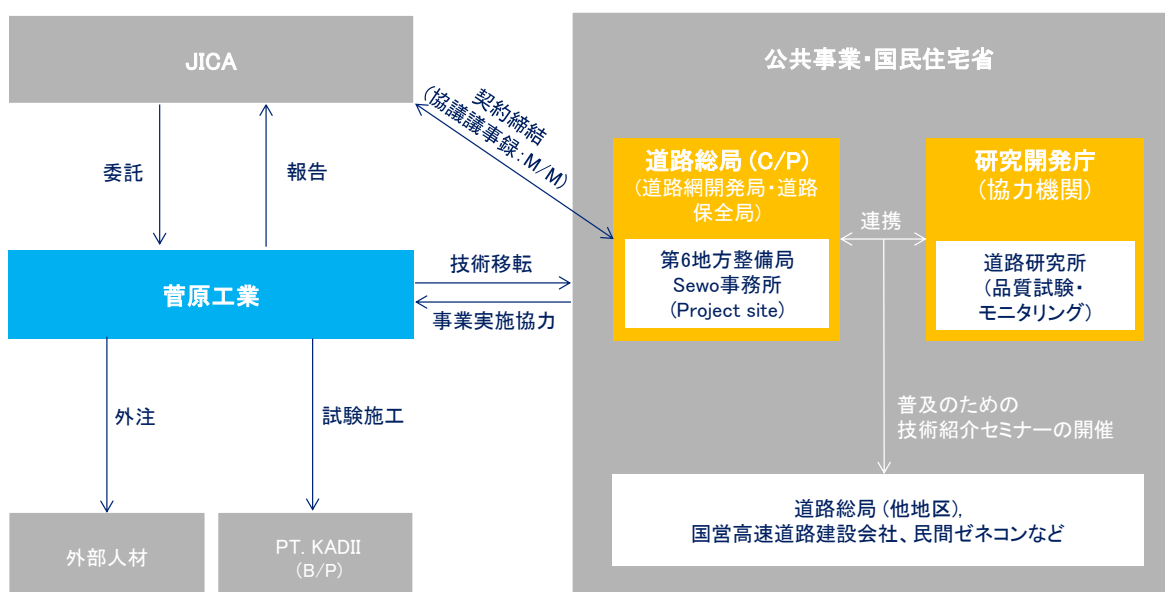 JICA
公共事業・国民住宅省
契約締結
(協議議事録：M/M)
委託
報告
道路総局 (C/P)
(道路網開発局・道路
保全局)
第6地方整備局
Sewo事務所
(Project site)
連携
研究開発庁
(協力機関)
道路研究所
(品質試験・
モニタリング)
菅原工業
技術移転
事業実施協力
外注
試験施工
普及のための
技術紹介セミナーの開催
外部人材
PT. KADII
(B/P)
道路総局 (他地区),
国営高速道路建設会社、民間ゼネコンなど